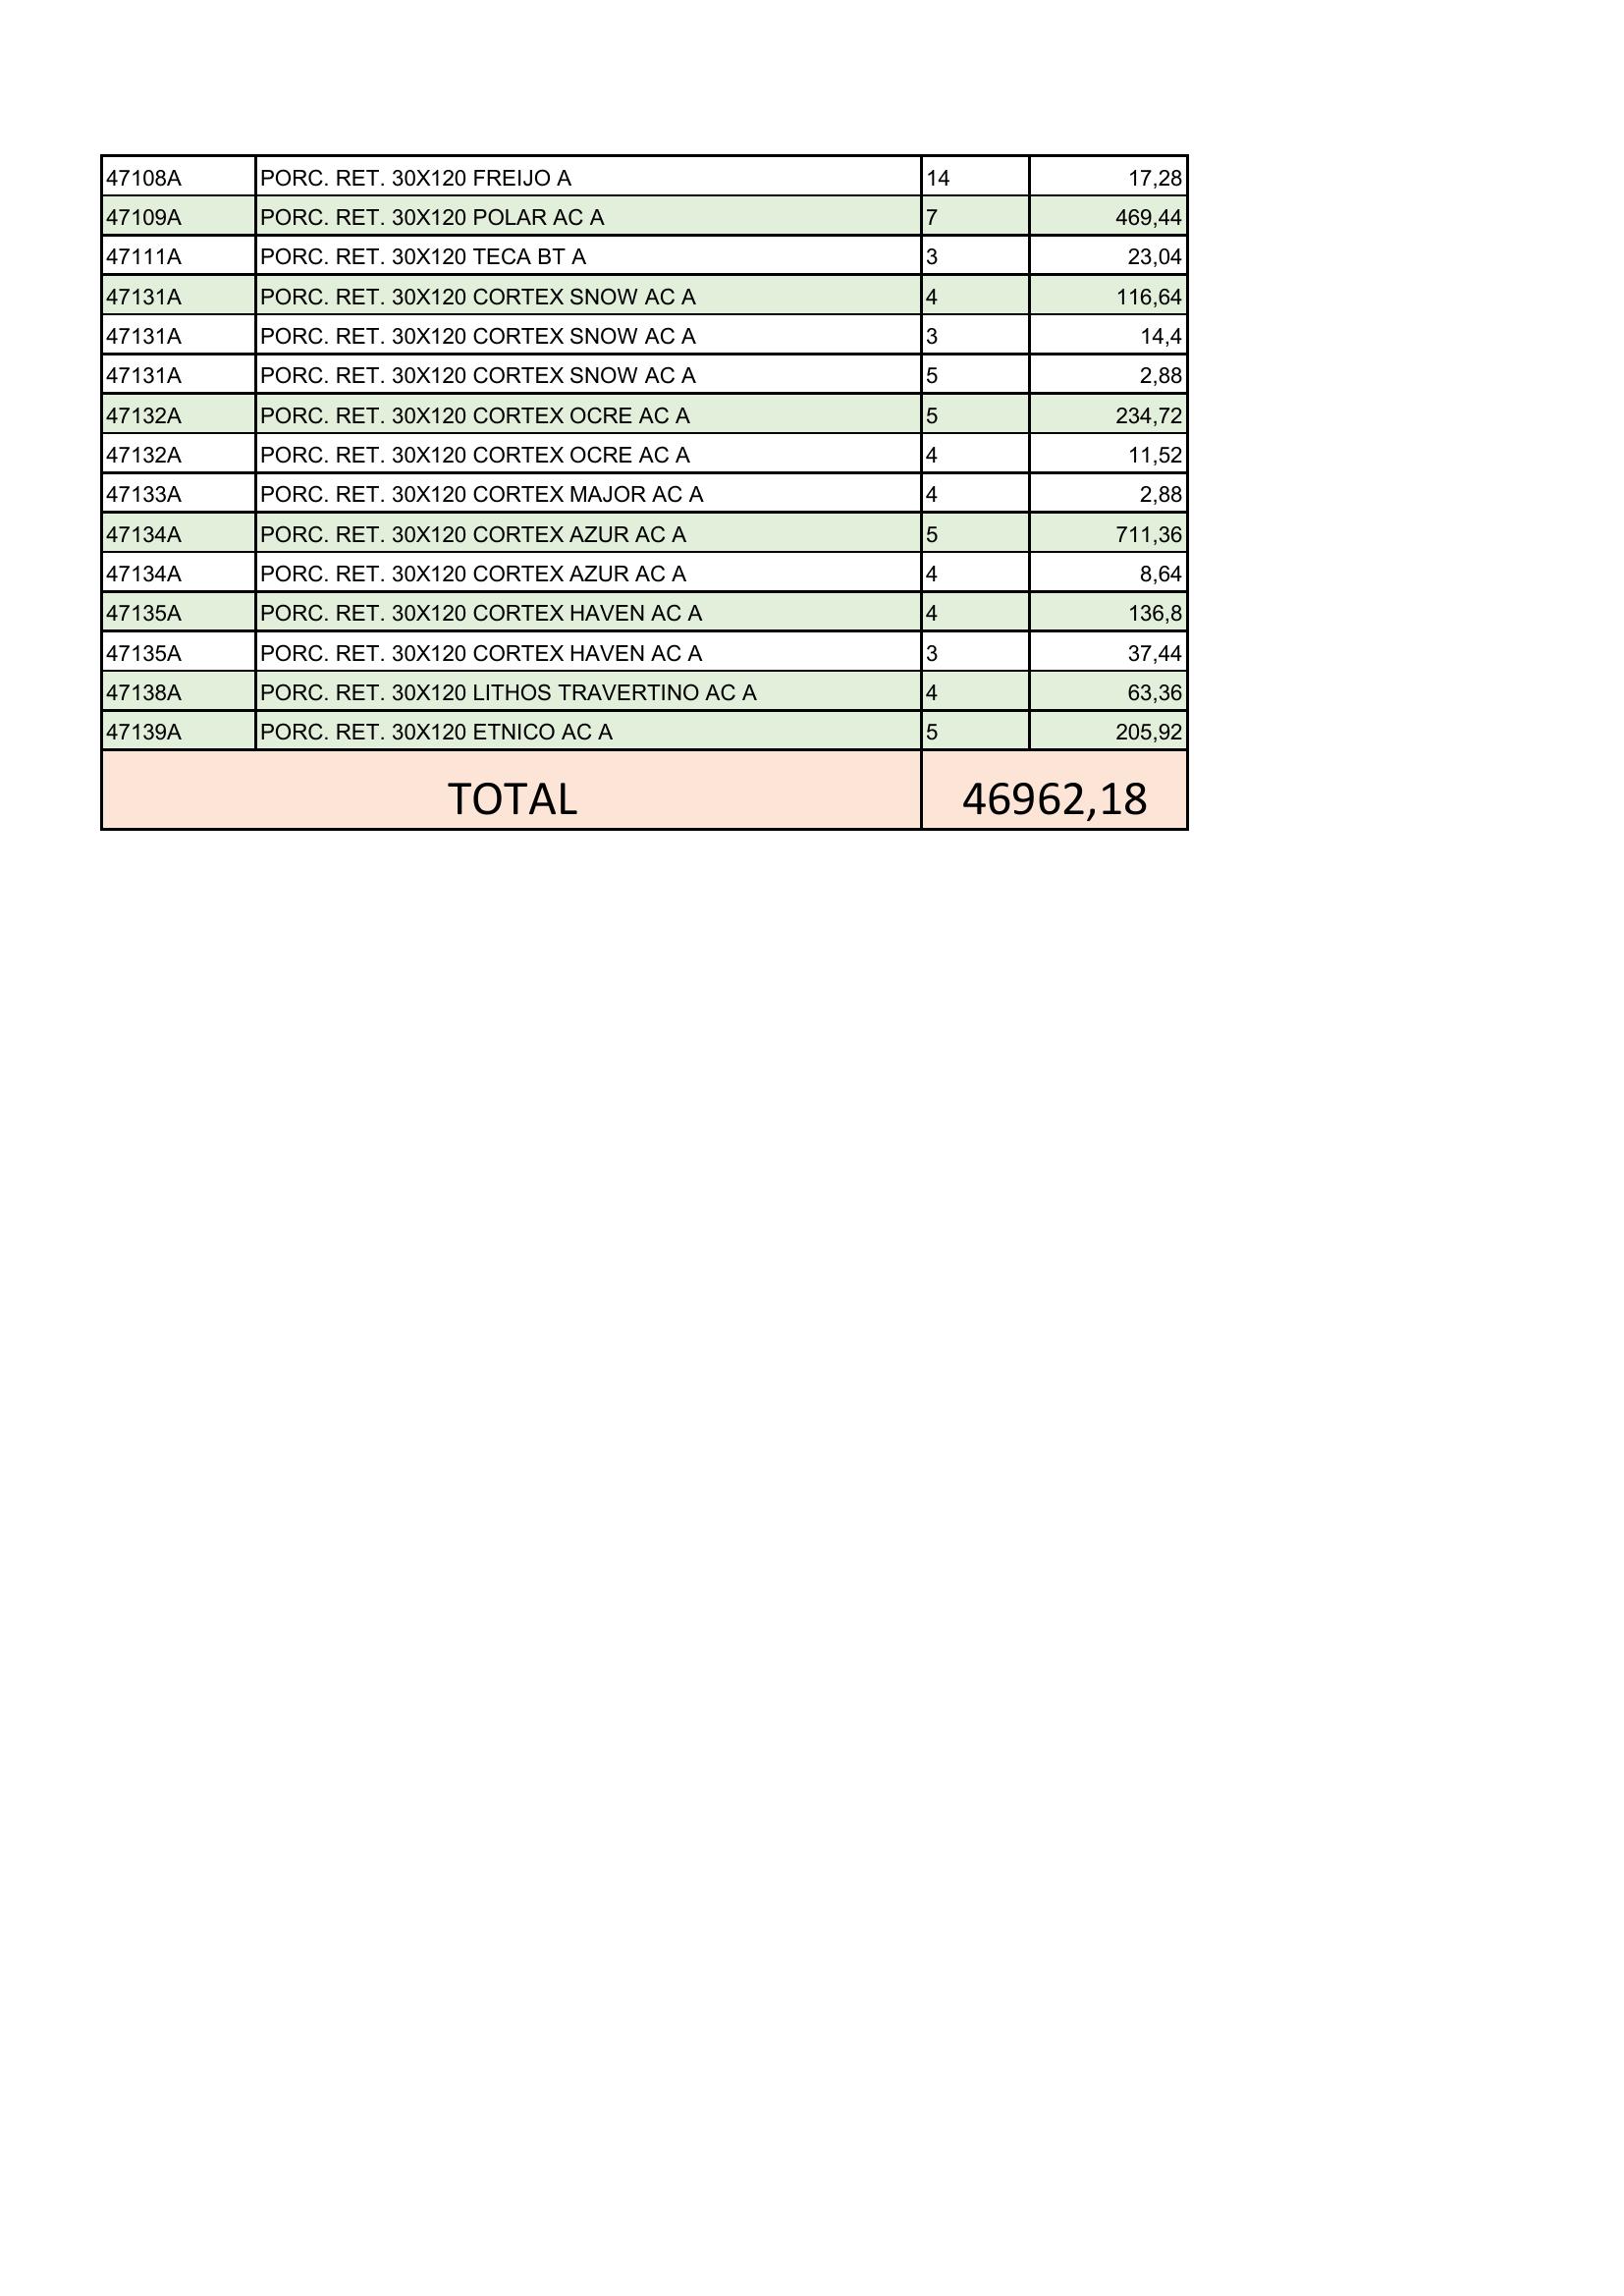 47108A PORC. RET. 30X120 FREIJO A 14 17,28
47109A PORC. RET. 30X120 POLAR AC A 7 469,44
47111A PORC. RET. 30X120 TECA BT A 3 23,04
47131A PORC. RET. 30X120 CORTEX SNOW AC A 4 116,64
47131A PORC. RET. 30X120 CORTEX SNOW AC A 3 14,4
47131A PORC. RET. 30X120 CORTEX SNOW AC A 5 2,88
47132A PORC. RET. 30X120 CORTEX OCRE AC A 5 234,72
47132A PORC. RET. 30X120 CORTEX OCRE AC A 4 11,52
47133A PORC. RET. 30X120 CORTEX MAJOR AC A 4 2,88
47134A PORC. RET. 30X120 CORTEX AZUR AC A 5 711,36
47134A PORC. RET. 30X120 CORTEX AZUR AC A 4 8,64
47135A PORC. RET. 30X120 CORTEX HAVEN AC A 4 136,8
47135A PORC. RET. 30X120 CORTEX HAVEN AC A 3 37,44
47138A PORC. RET. 30X120 LITHOS TRAVERTINO AC A 4 63,36
47139A PORC. RET. 30X120 ETNICO AC A 5 205,92
TOTAL 46962,18